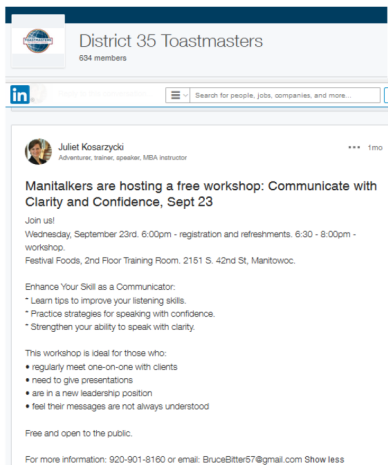 TOASTMASTERS
District 35 Toastmasters
634 members
in
Search for people, jobs, companies, and more...
Juliet Kosarzycki
1mo
Adventurer, trainer, speaker, MBA instructor
Manitalkers are hosting a free workshop: Communicate with
Clarity and Confidence, Sept 23
Join us!
Wednesday, September 23rd. 6:00pm - registration and refreshments. 6:30 - 8:00pm -
workshop.
Festival Foods, 2nd Floor Training Room. 2151 S. 42nd St, Manitowoc.
Enhance Your Skill as a Communicator:
* Learn tips to improve your listening skills.
* Practice strategies for speaking with confidence.
* Strengthen your ability to speak with clarity.
This workshop is ideal for those who:
• regularly meet one-on-one with clients
• need to give presentations
• are in a new leadership position
• feel their messages are not always understood
Free and open to the public.
For more information: 920-901-8160 or email: BruceBitter57@gmail.com Show less